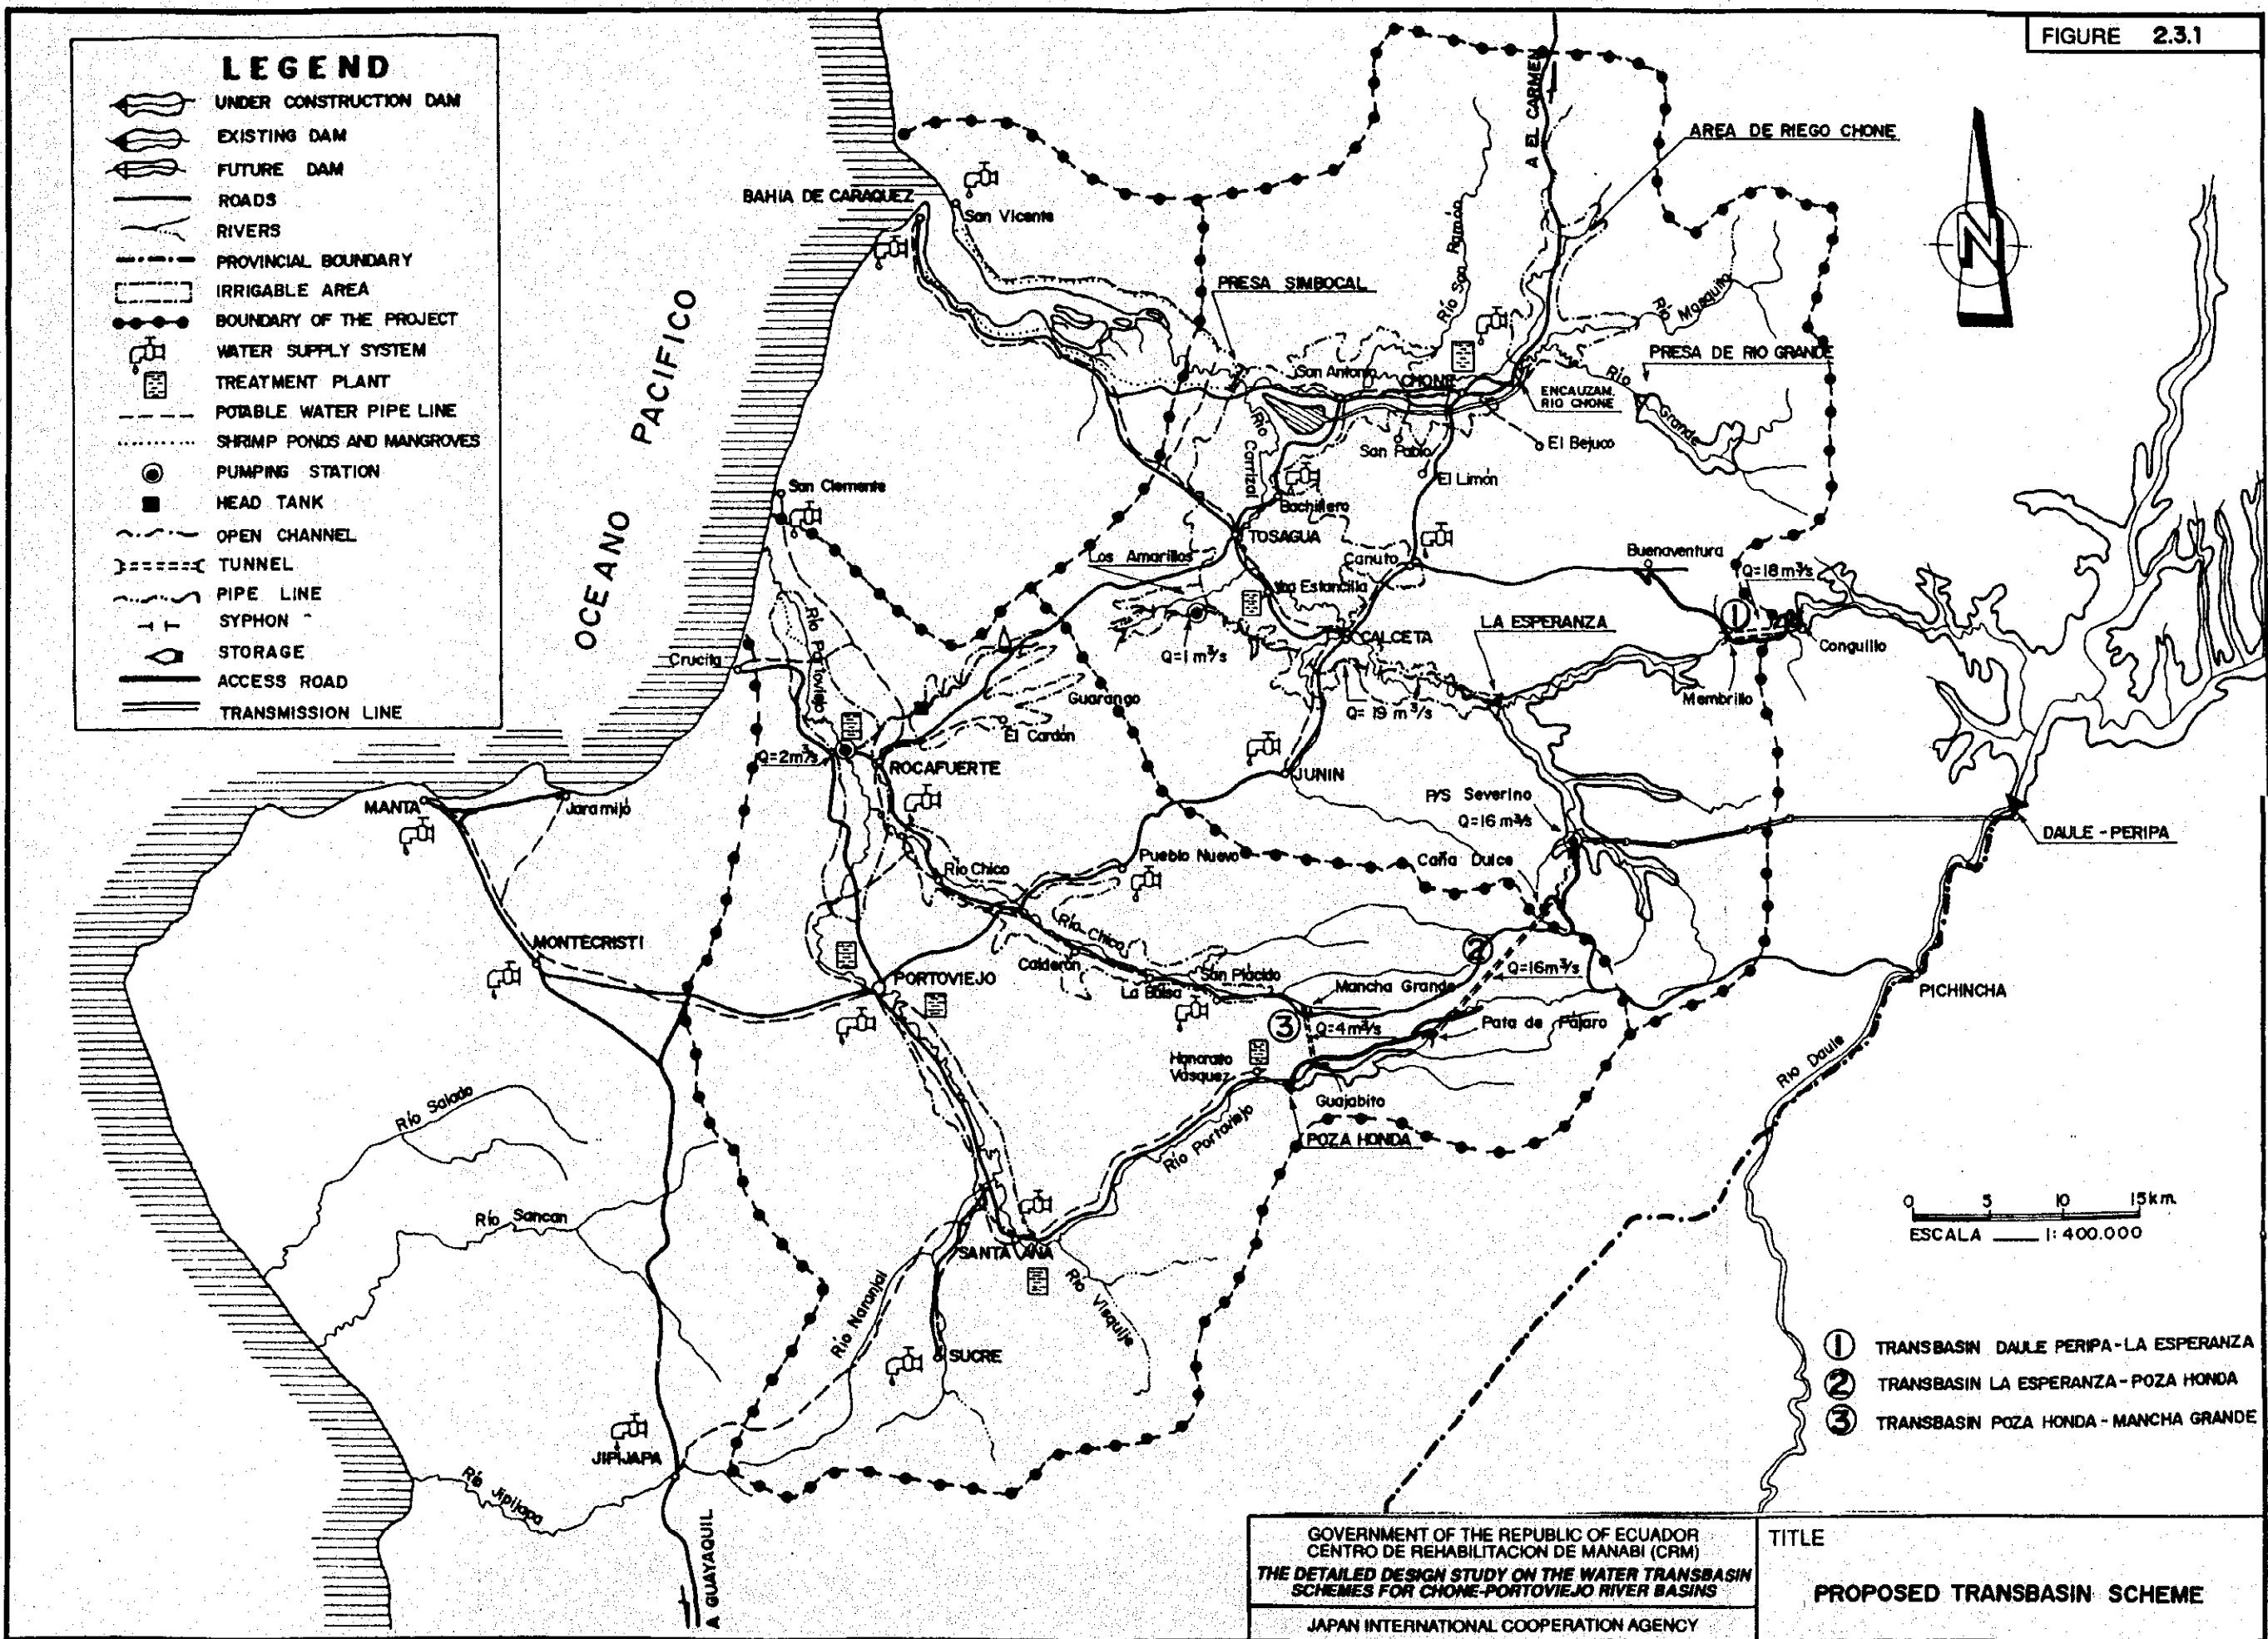 FIGURE 2.3.1
LEGEND
UNDER CONSTRUCTION DAM
EXISTING DAM
FUTURE DAM
ROADS
RIVERS
PROVINCIAL BOUNDARY
IRRIGABLE AREA
BOUNDARY OF THE PROJECT
WATER SUPPLY SYSTEM
TREATMENT PLANT
POTABLE WATER PIPE LINE
SHRIMP PONDS AND MANGROVES
PUMPING STATION
HEAD TANK
OPEN CHANNEL
TUNNEL
PIPE LINE
SYPHON
STORAGE
ACCESS ROAD
TRANSMISSION LINE
OCEANO PACIFICO
A EL CARMEN
AREA DE RIEGO CHONE
N
BAHIA DE CARAQUEZ
San Vicente
PRESA SIMBOCAL
Río San Ramón
Río Mosquito
PRESA DE RIO GRANDE
Río Grande
San Antonio
CHONE
ENCAUZAM.
RIO CHONE
El Bejuco
San Pablo
El Limón
Río Carrizal
San Clemente
Bachillero
TOSAGUA
Los Amarillos
Canuto
Buenaventura
Q=18 m³/s
1
Estancilla
Q=1 m³/s
CALCETA
LA ESPERANZA
Conguillo
Membrillo
Crucita
Río Portoviejo
Guarango
Q=19 m³/s
El Cardón
Q=2m³/s
ROCAFUERTE
JUNIN
MANTA
Jaramijó
P/S Severino
Q=16 m³/s
DAULE-PERIPA
Pueblo Nuevo
Caña Dulce
Río Chico
MONTECRISTI
Río Chico
2
Calderón
San Plácido
Q=16m³/s
PORTOVIEJO
La Balsa
Mancha Grande
PICHINCHA
3
Q=4m³/s
Pata de Pájaro
Honorato
Vásquez
Río Daule
Guajabito
Río Salado
POZA HONDA
Río Portoviejo
Río Sancan
SANTA ANA
0 5 10 15 km.
ESCALA 1:400.000
Río Naranjal
Río Visquije
SUCRE
1 TRANSBASIN DAULE PERIPA-LA ESPERANZA
2 TRANSBASIN LA ESPERANZA-POZA HONDA
3 TRANSBASIN POZA HONDA-MANCHA GRANDE
JIPIJAPA
Río Jipijapa
A GUAYAQUIL
GOVERNMENT OF THE REPUBLIC OF ECUADOR
CENTRO DE REHABILITACION DE MANABI (CRM)
THE DETAILED DESIGN STUDY ON THE WATER TRANSBASIN
SCHEMES FOR CHONE-PORTOVIEJO RIVER BASINS
JAPAN INTERNATIONAL COOPERATION AGENCY
TITLE
PROPOSED TRANSBASIN SCHEME